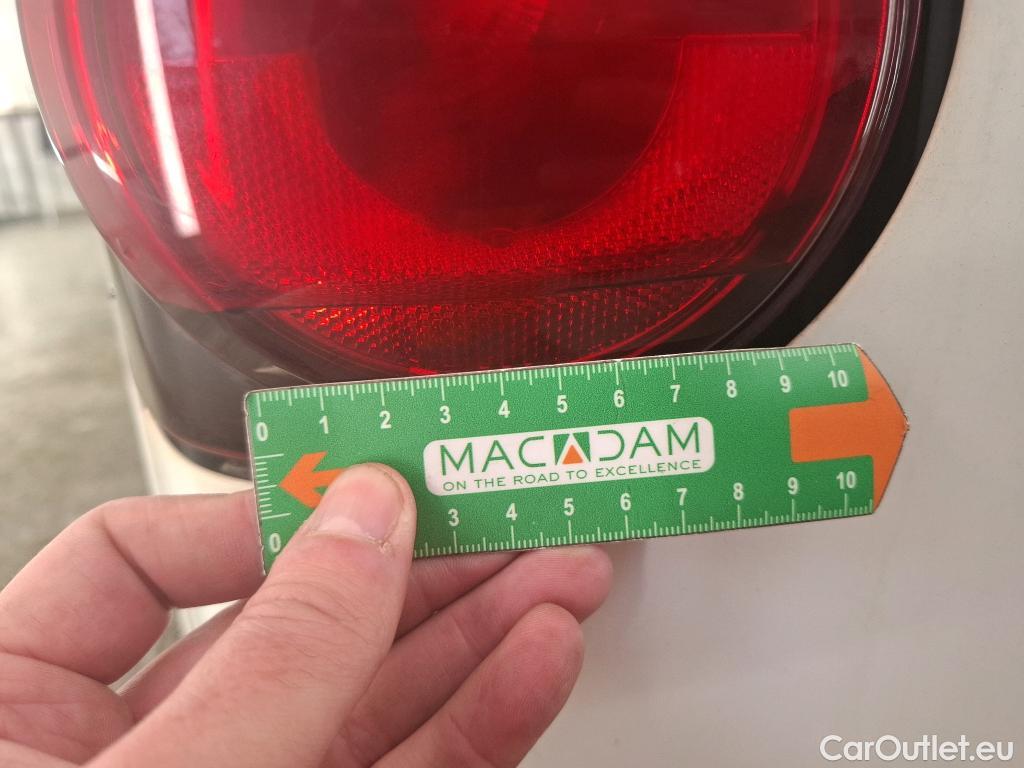 0 1 2 3 4 5 6 7 8 9 10
MACADAM
ON THE ROAD TO EXCELLENCE
0 3 4 5 6 7 8 9 10
CarOutlet.eu